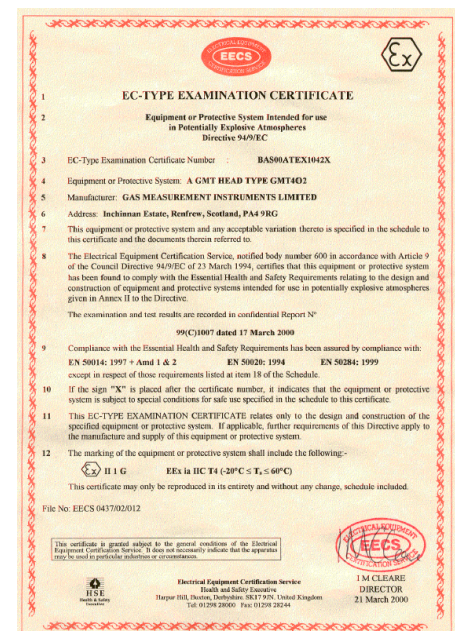 ELECTRICAL EQUIPMENT
EECS
CERTIFICATION SERVICE
Ex
1 EC-TYPE EXAMINATION CERTIFICATE
2 Equipment or Protective System Intended for use
in Potentially Explosive Atmospheres
Directive 94/9/EC
3 EC-Type Examination Certificate Number : BAS00ATEX1042X
4 Equipment or Protective System: A GMT HEAD TYPE GMT4O2
5 Manufacturer: GAS MEASUREMENT INSTRUMENTS LIMITED
6 Address: Inchinnan Estate, Renfrew, Scotland, PA4 9RG
7 This equipment or protective system and any acceptable variation thereto is specified in the schedule to
this certificate and the documents therein referred to.
8 The Electrical Equipment Certification Service, notified body number 600 in accordance with Article 9
of the Council Directive 94/9/EC of 23 March 1994, certifies that this equipment or protective system
has been found to comply with the Essential Health and Safety Requirements relating to the design and
construction of equipment and protective systems intended for use in potentially explosive atmospheres
given in Annex II to the Directive.
The examination and test results are recorded in confidential Report N°
99(C)1007 dated 17 March 2000
9 Compliance with the Essential Health and Safety Requirements has been assured by compliance with:
EN 50014: 1997 + Amd 1 & 2 EN 50020: 1994 EN 50284: 1999
except in respect of those requirements listed at item 18 of the Schedule.
10 If the sign "X" is placed after the certificate number, it indicates that the equipment or protective
system is subject to special conditions for safe use specified in the schedule to this certificate.
11 This EC-TYPE EXAMINATION CERTIFICATE relates only to the design and construction of the
specified equipment or protective system. If applicable, further requirements of this Directive apply to
the manufacture and supply of this equipment or protective system.
12 The marking of the equipment or protective system shall include the following:-
Ex II 1 G EEx ia IIC T4 (-20°C ≤ Ta ≤ 60°C)
This certificate may only be reproduced in its entirety and without any change, schedule included.
File No: EECS 0437/02/012
This certificate is granted subject to the general conditions of the Electrical
Equipment Certification Service. It does not necessarily indicate that the apparatus
may be used in particular industries or circumstances.
ELECTRICAL EQUIPMENT
EECS
CERTIFICATION SERVICE
HSE
Health & Safety
Executive
Electrical Equipment Certification Service
Health and Safety Executive
Harpur Hill, Buxton, Derbyshire, SK17 9JN, United Kingdom
Tel: 01298 28000 Fax: 01298 28244
I M CLEARE
DIRECTOR
21 March 2000